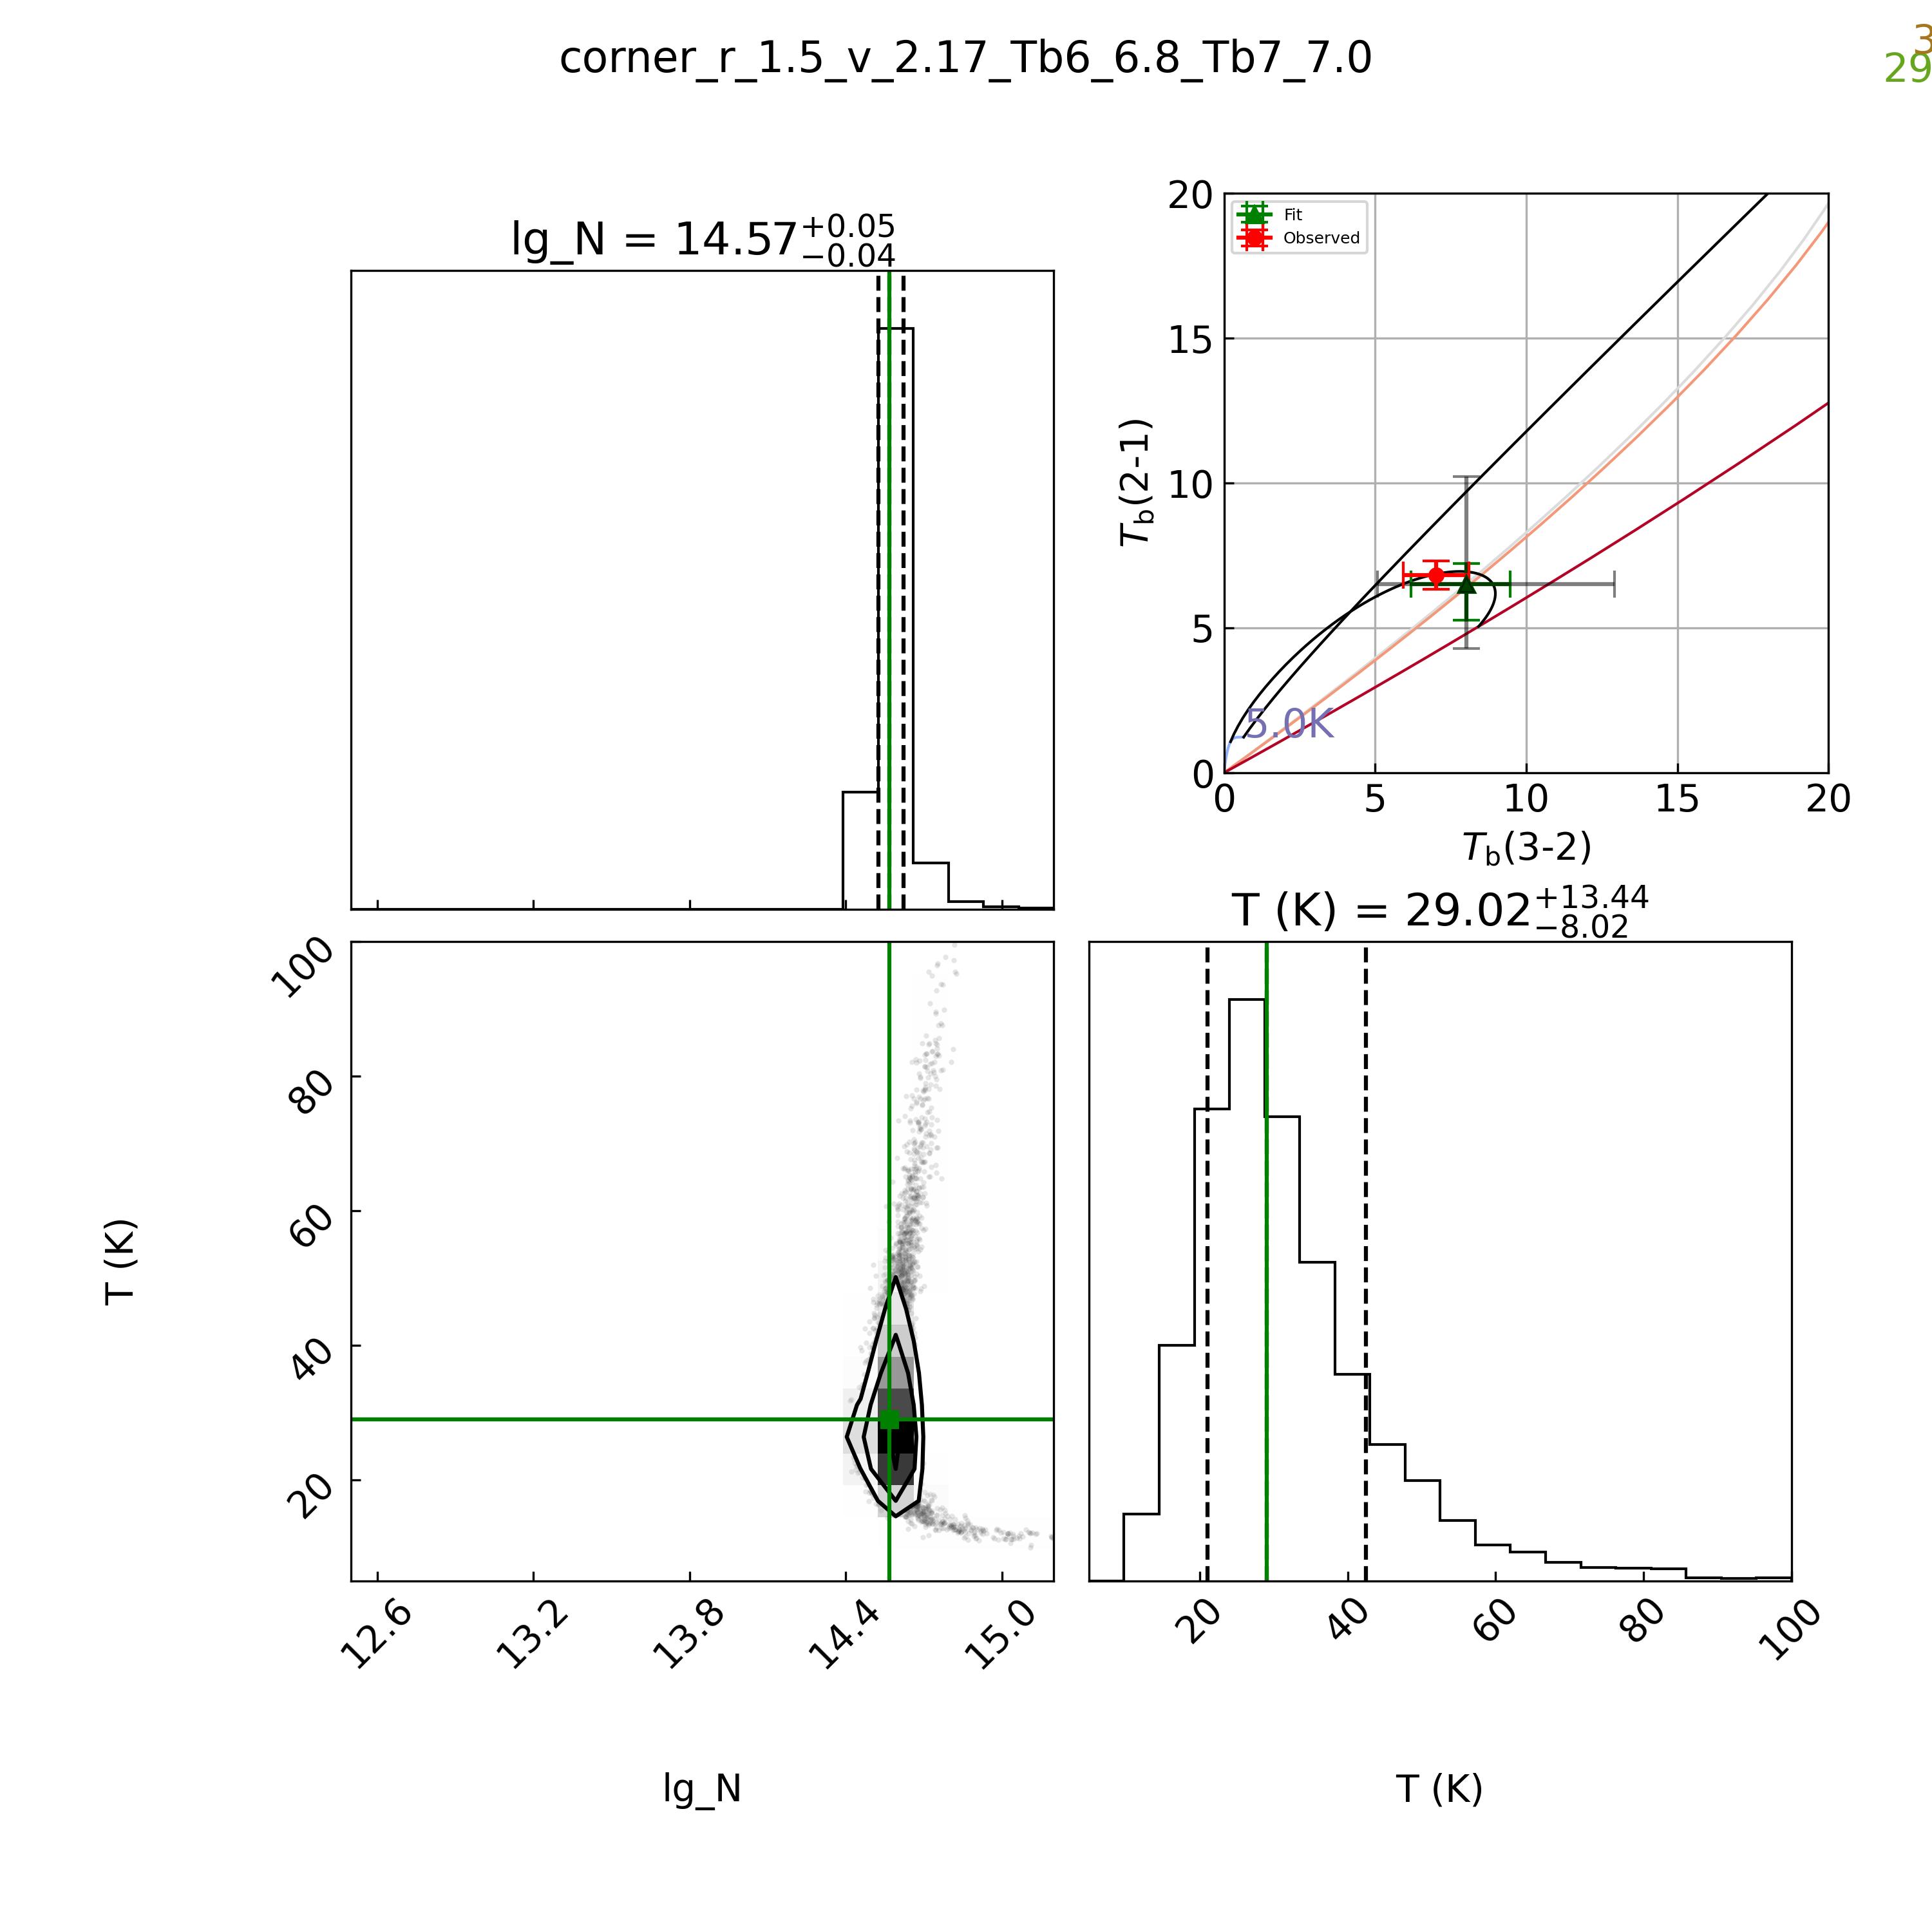 corner_r_1.5_v_2.17_Tb6_6.8_Tb7_7.0
3
29
lg_N = 14.57+0.05−0.04
20
15
10
5
0
Tb(2-1)
Fit
Observed
5.0K
0 5 10 15 20
Tb(3-2)
T (K) = 29.02+13.44−8.02
100
80
60
40
20
T (K)
12.6 13.2 13.8 14.4 15.0
lg_N
20 40 60 80 100
T (K)